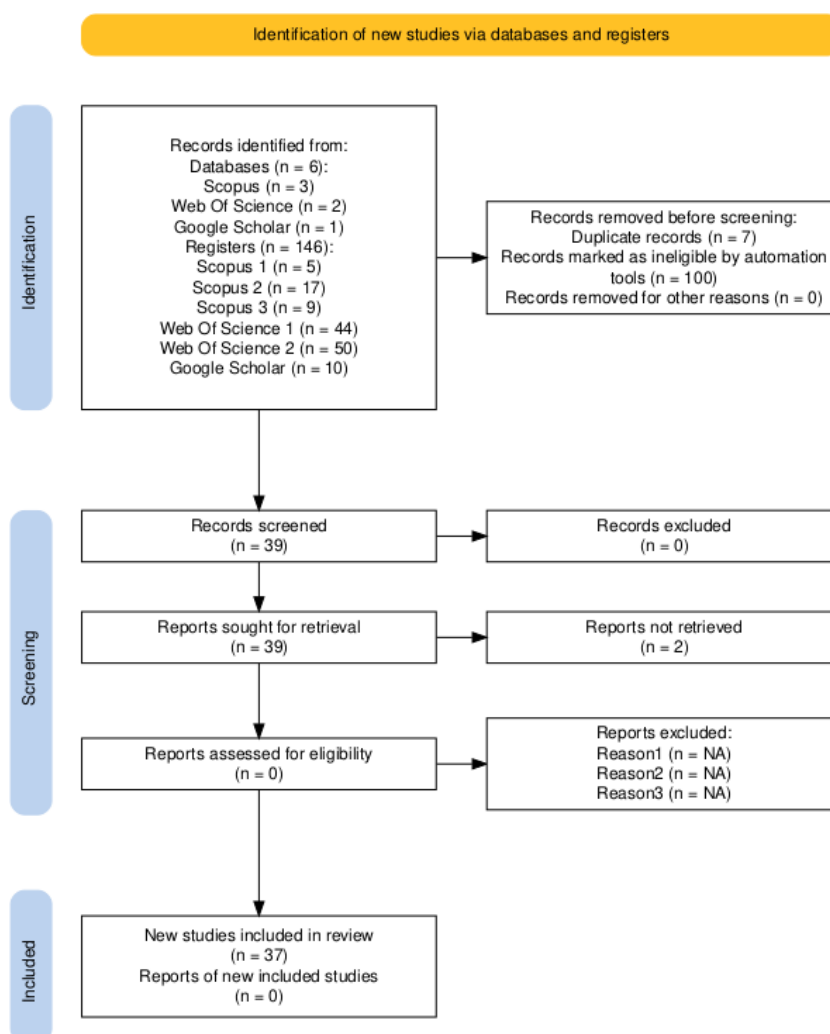 Identification of new studies via databases and registers
Identification
Records identified from:
Databases (n = 6):
Scopus (n = 3)
Web Of Science (n = 2)
Google Scholar (n = 1)
Registers (n = 146):
Scopus 1 (n = 5)
Scopus 2 (n = 17)
Scopus 3 (n = 9)
Web Of Science 1 (n = 44)
Web Of Science 2 (n = 50)
Google Scholar (n = 10)
Records removed before screening:
Duplicate records (n = 7)
Records marked as ineligible by automation
tools (n = 100)
Records removed for other reasons (n = 0)
Screening
Records screened
(n = 39)
Records excluded
(n = 0)
Reports sought for retrieval
(n = 39)
Reports not retrieved
(n = 2)
Reports assessed for eligibility
(n = 0)
Reports excluded:
Reason1 (n = NA)
Reason2 (n = NA)
Reason3 (n = NA)
Included
New studies included in review
(n = 37)
Reports of new included studies
(n = 0)